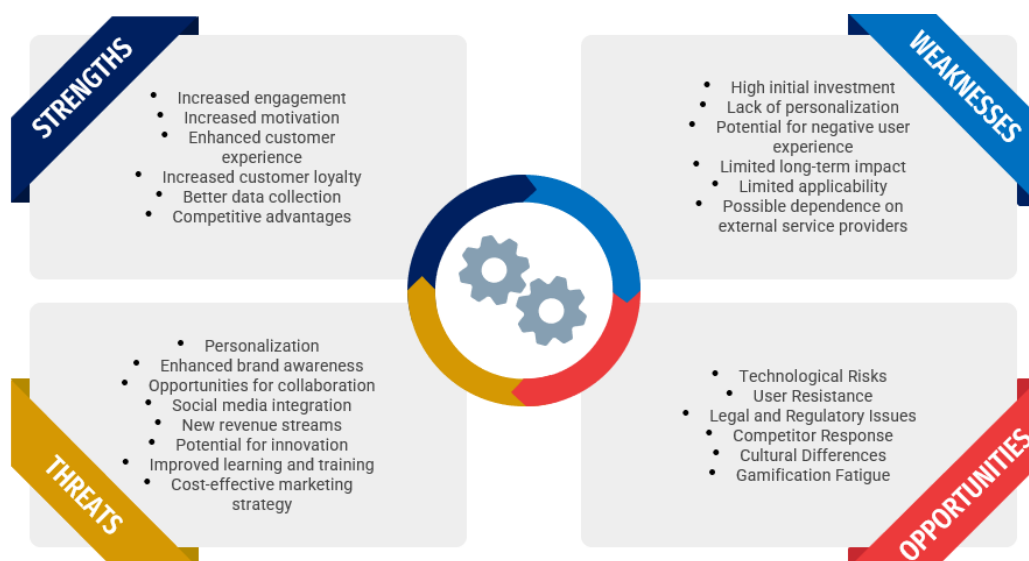 STRENGTHS
• Increased engagement
• Increased motivation
• Enhanced customer
experience
• Increased customer loyalty
• Better data collection
• Competitive advantages
WEAKNESSES
• High initial investment
• Lack of personalization
• Potential for negative user
experience
• Limited long-term impact
• Limited applicability
• Possible dependence on
external service providers
THREATS
• Personalization
• Enhanced brand awareness
• Opportunities for collaboration
• Social media integration
• New revenue streams
• Potential for innovation
• Improved learning and training
• Cost-effective marketing
strategy
OPPORTUNITIES
• Technological Risks
• User Resistance
• Legal and Regulatory Issues
• Competitor Response
• Cultural Differences
• Gamification Fatigue